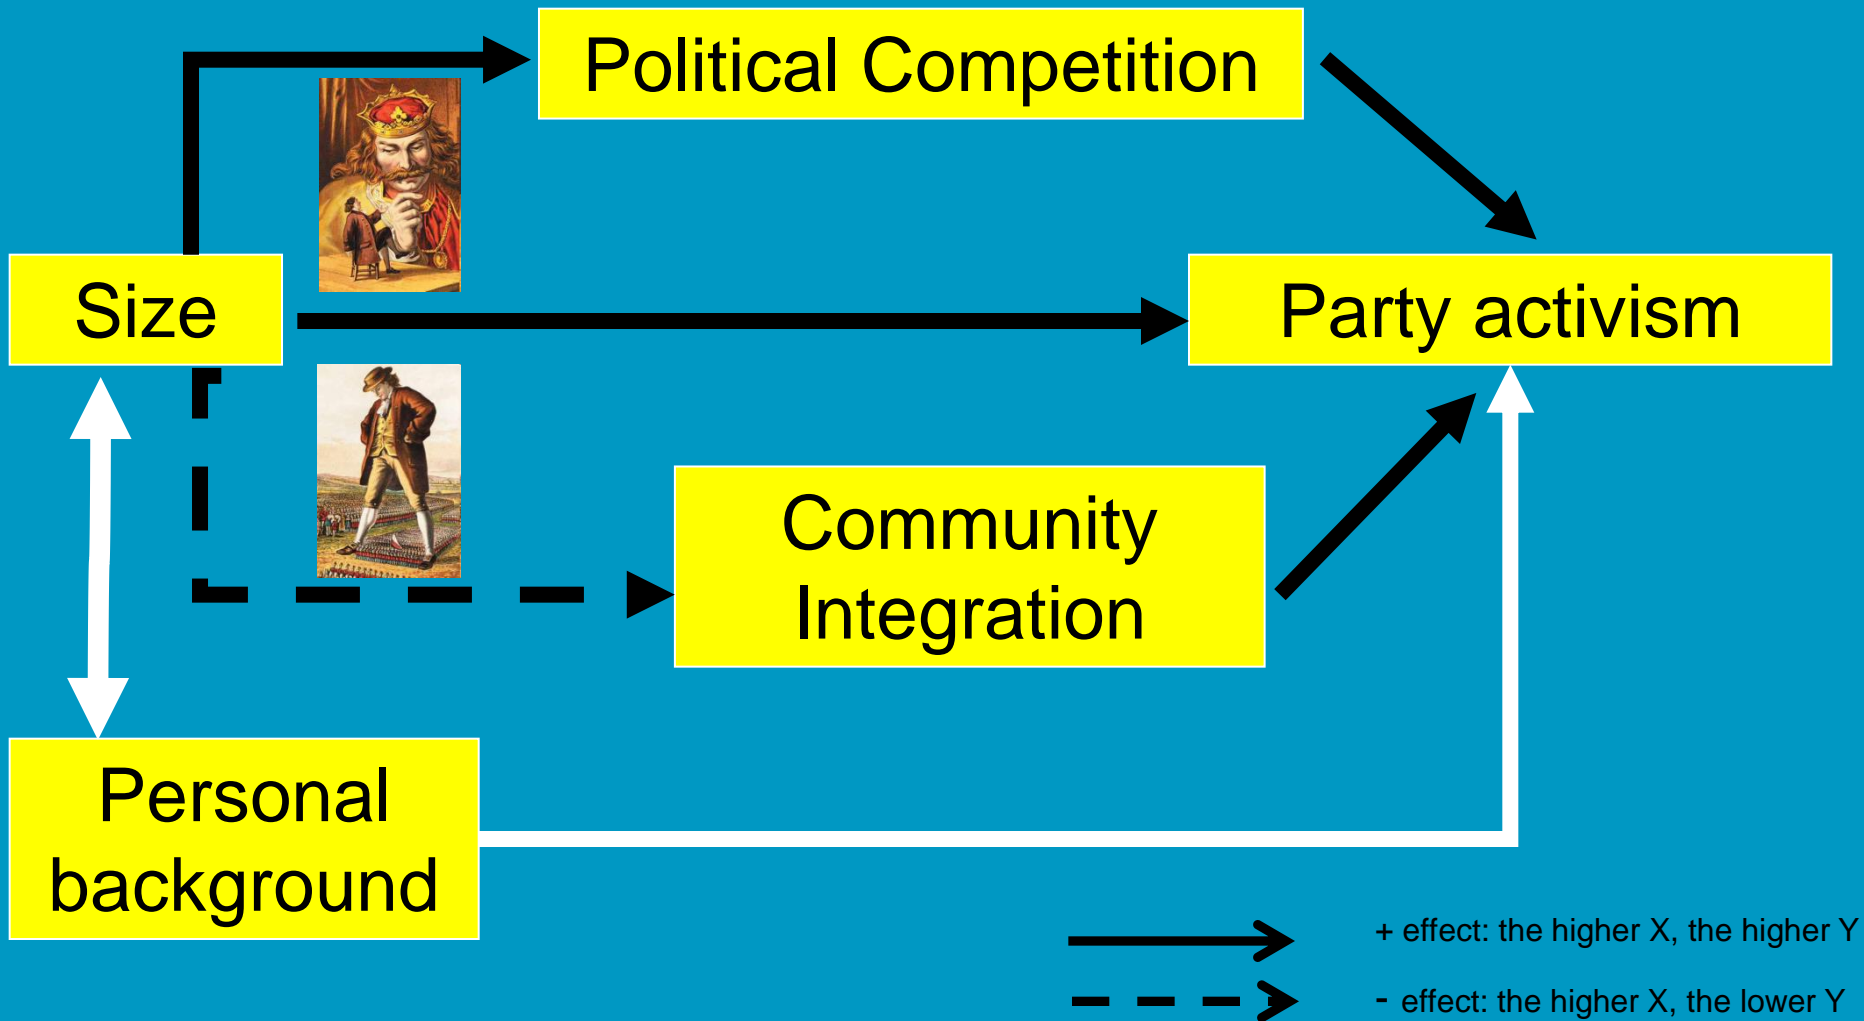 Political Competition
Size
Party activism
Community
Integration
Personal
background
+ effect: the higher X, the higher Y
- effect: the higher X, the lower Y